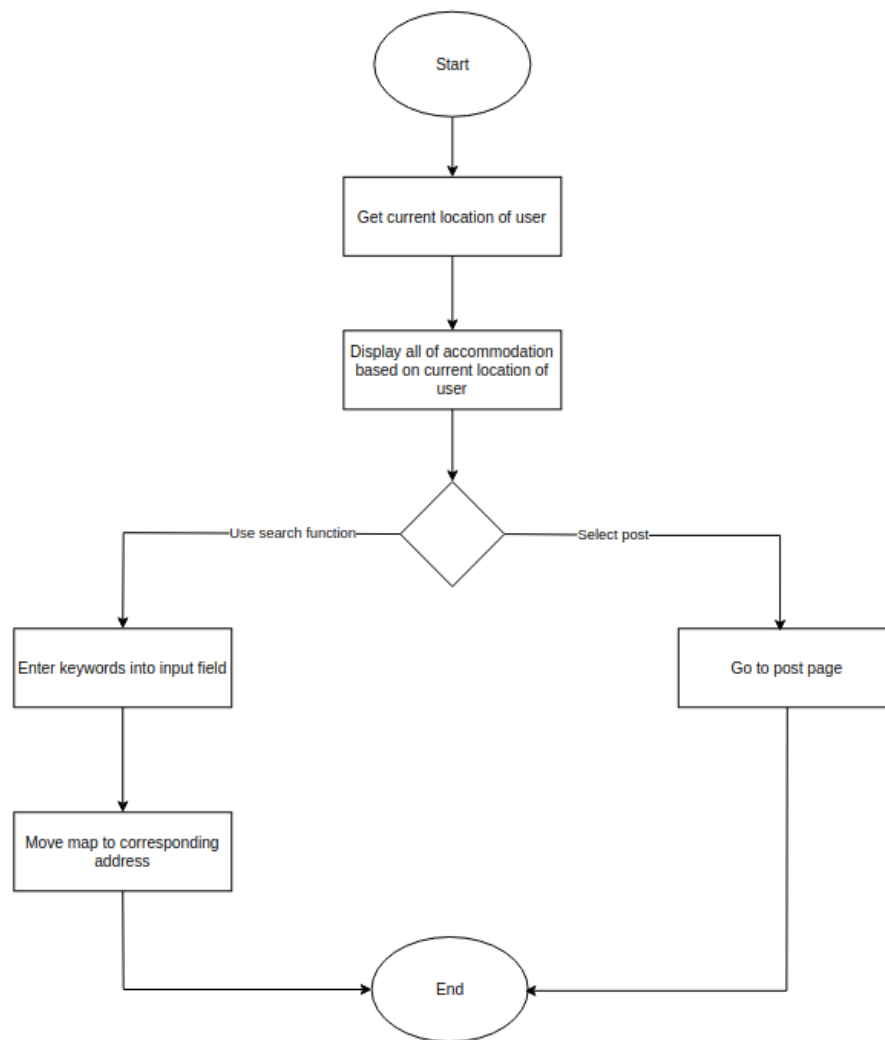 Start
Get current location of user
Display all of accommodation
based on current location of
user
Use search function
Select post
Enter keywords into input field
Go to post page
Move map to corresponding
address
End